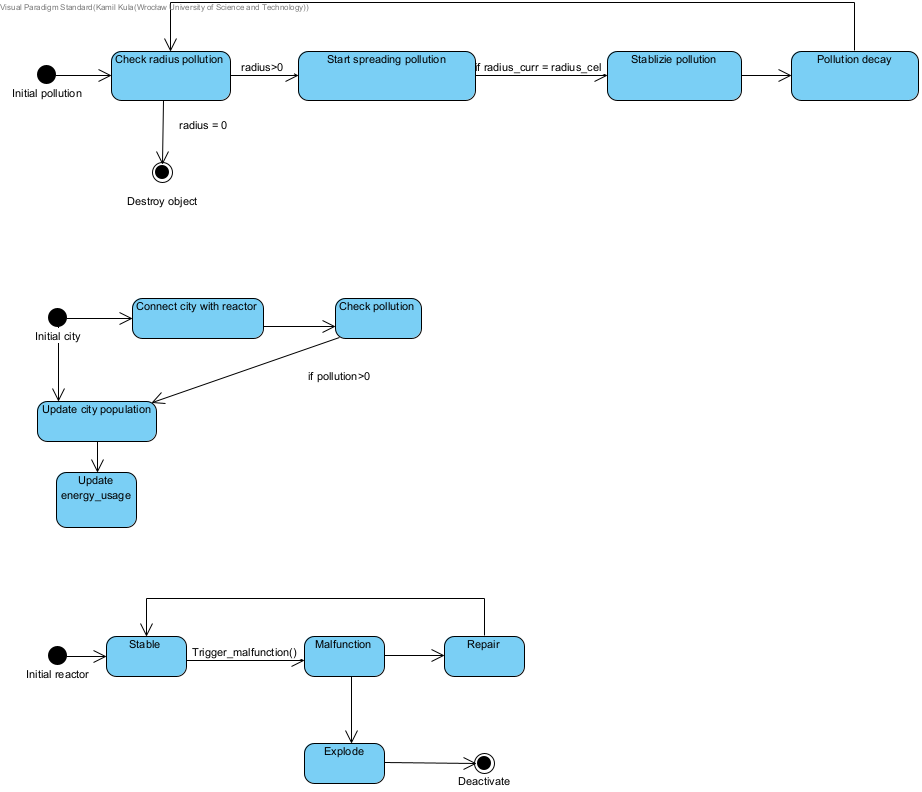 Visual Paradigm Standard(Kamil Kula(Wrocław University of Science and Technology))
Check radius pollution
radius>0
Start spreading pollution
if radius_curr = radius_cel
Stablizie pollution
Pollution decay
Initial pollution
radius = 0
Destroy object
Connect city with reactor
Check pollution
Initial city
if pollution>0
Update city population
Update
energy_usage
Stable
Trigger_malfunction()
Malfunction
Repair
Initial reactor
Explode
Deactivate